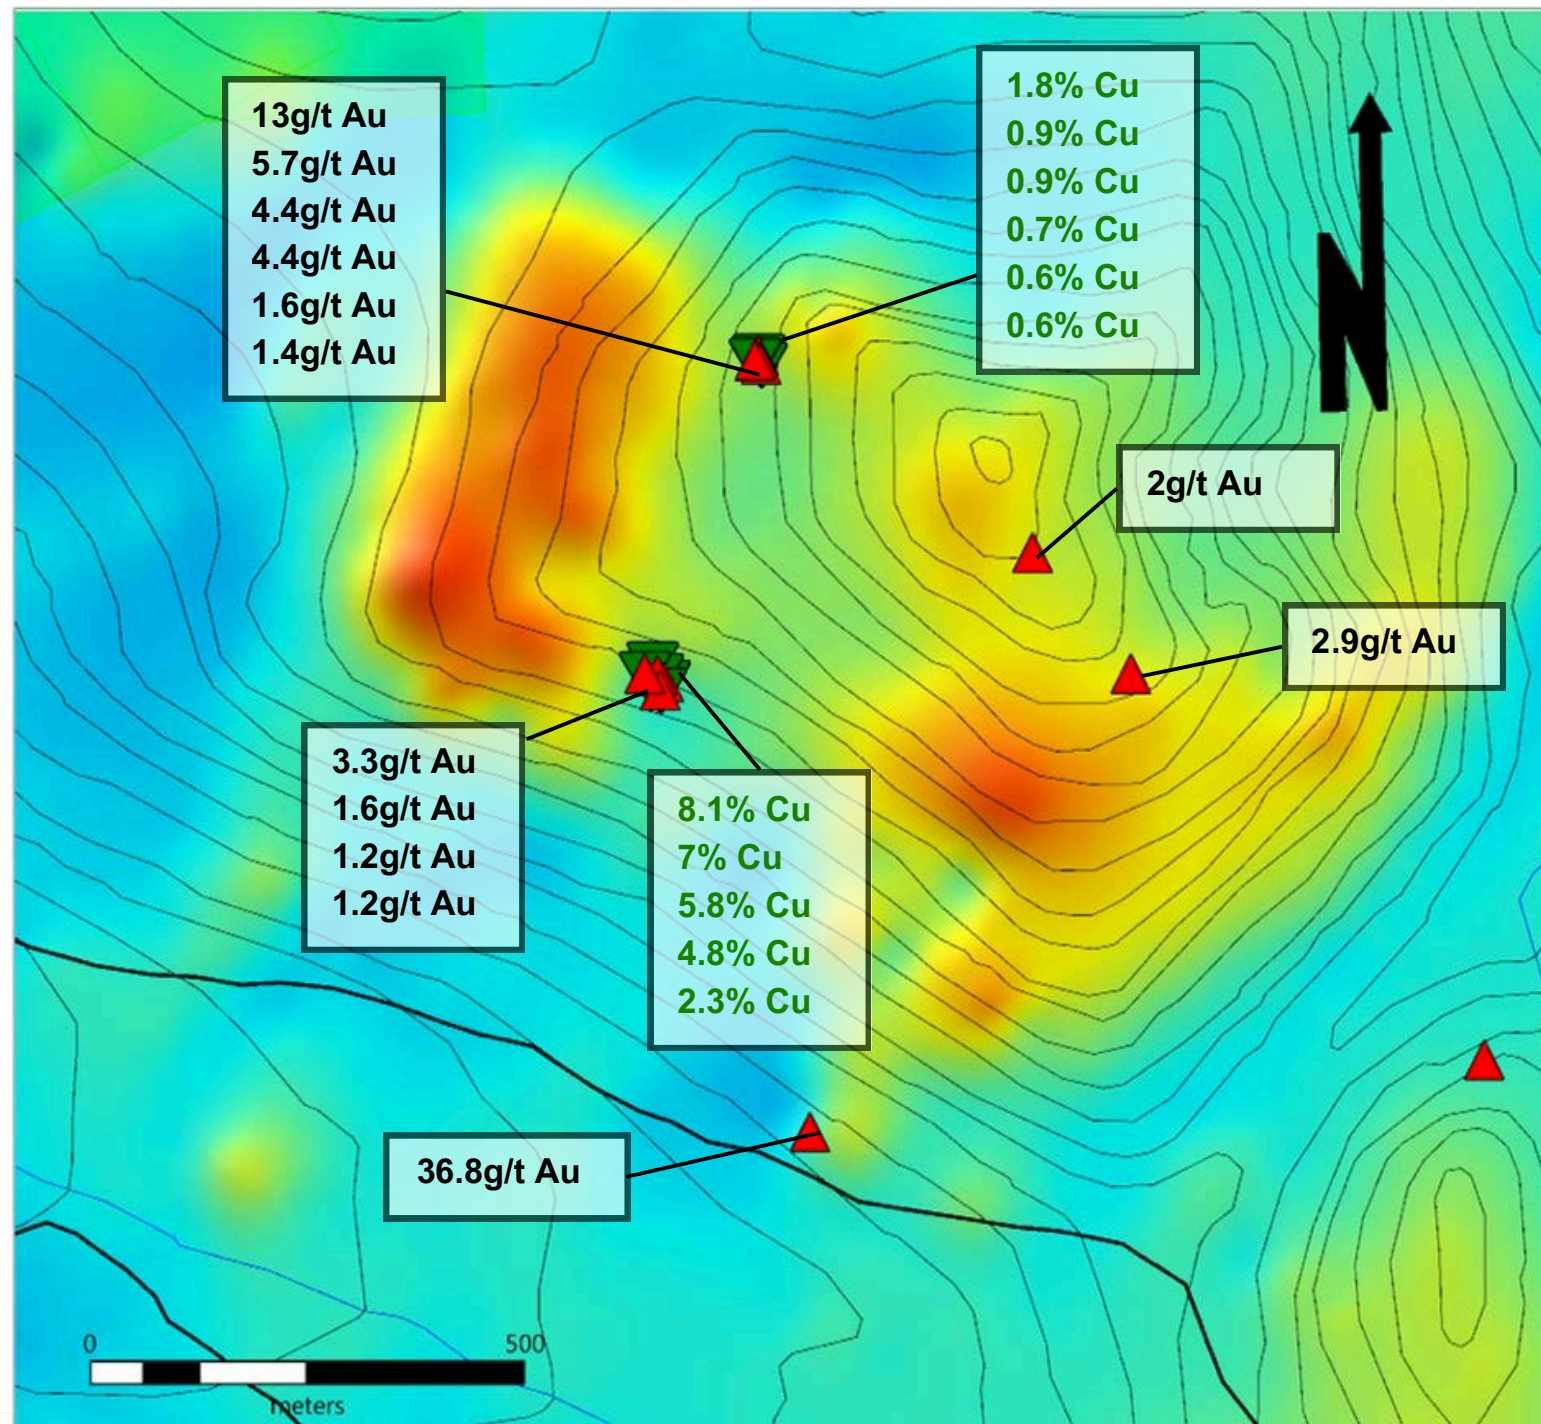 13g/t Au
5.7g/t Au
4.4g/t Au
4.4g/t Au
1.6g/t Au
1.4g/t Au
1.8% Cu
0.9% Cu
0.9% Cu
0.7% Cu
0.6% Cu
0.6% Cu
N
2g/t Au
2.9g/t Au
3.3g/t Au
1.6g/t Au
1.2g/t Au
1.2g/t Au
8.1% Cu
7% Cu
5.8% Cu
4.8% Cu
2.3% Cu
36.8g/t Au
0 500
meters